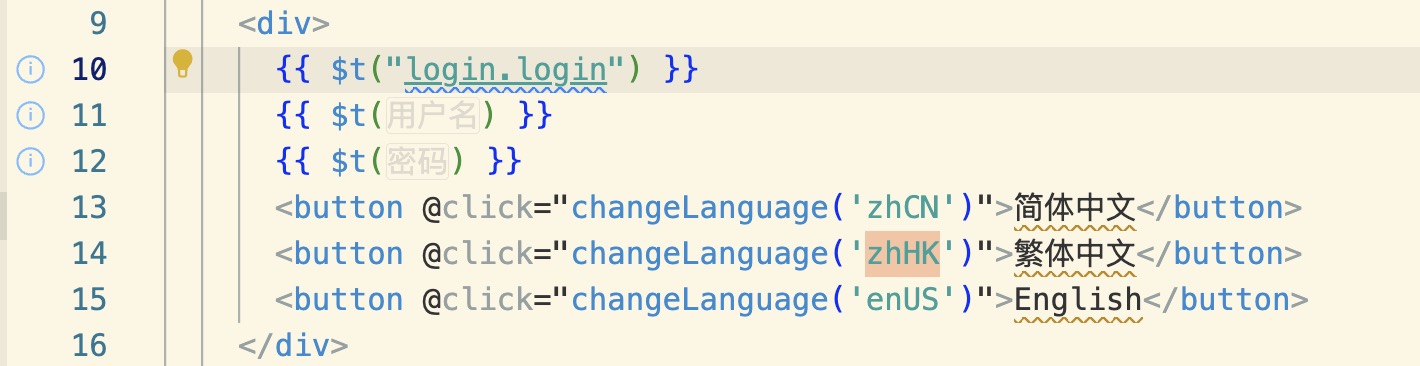 9 <div>
10 {{ $t("login.login") }}
11 {{ $t(用户名) }}
12 {{ $t(密码) }}
13 <button @click="changeLanguage('zhCN')">简体中文</button>
14 <button @click="changeLanguage('zhHK')">繁体中文</button>
15 <button @click="changeLanguage('enUS')">English</button>
16 </div>